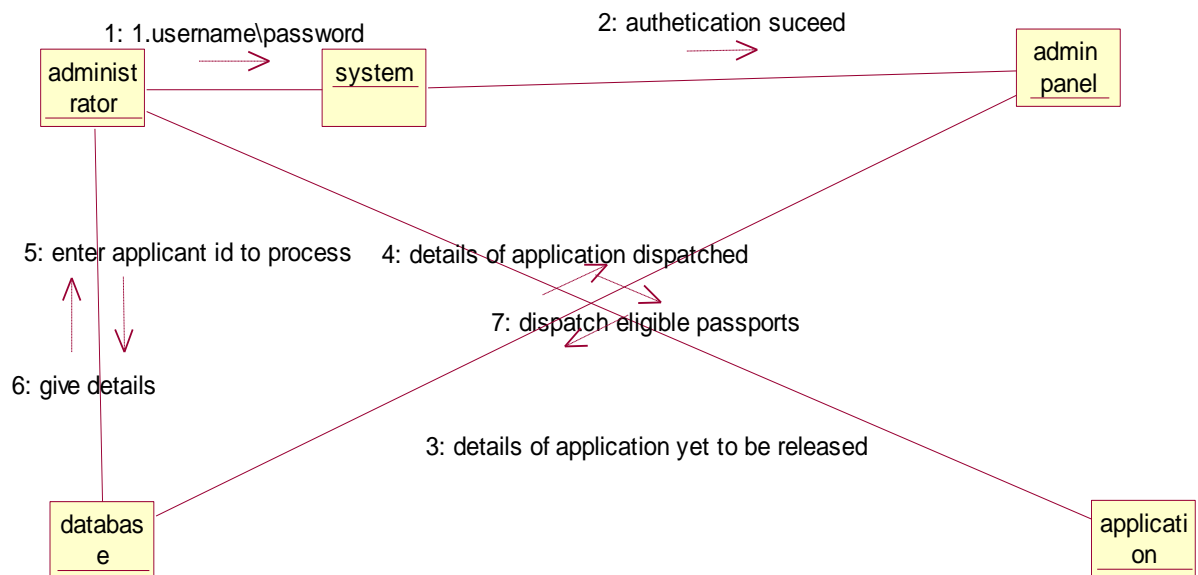 1: 1.username\password
2: authetication suceed
administ
rator
system
admin
panel
5: enter applicant id to process
4: details of application dispatched
7: dispatch eligible passports
6: give details
3: details of application yet to be released
databas
e
applicati
on